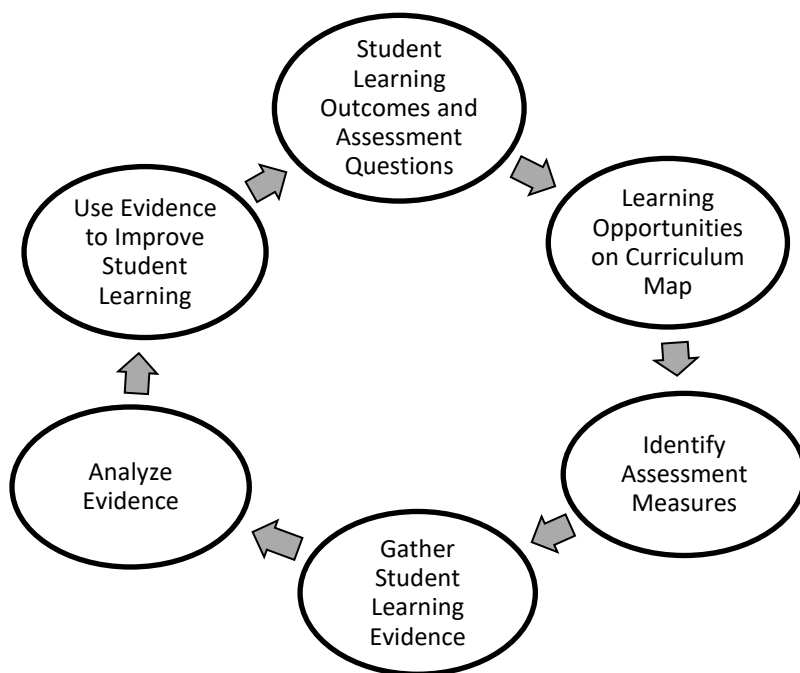 Student
Learning
Outcomes and
Assessment
Questions
Learning
Opportunities
on Curriculum
Map
Identify
Assessment
Measures
Gather
Student
Learning
Evidence
Analyze
Evidence
Use Evidence
to Improve
Student
Learning